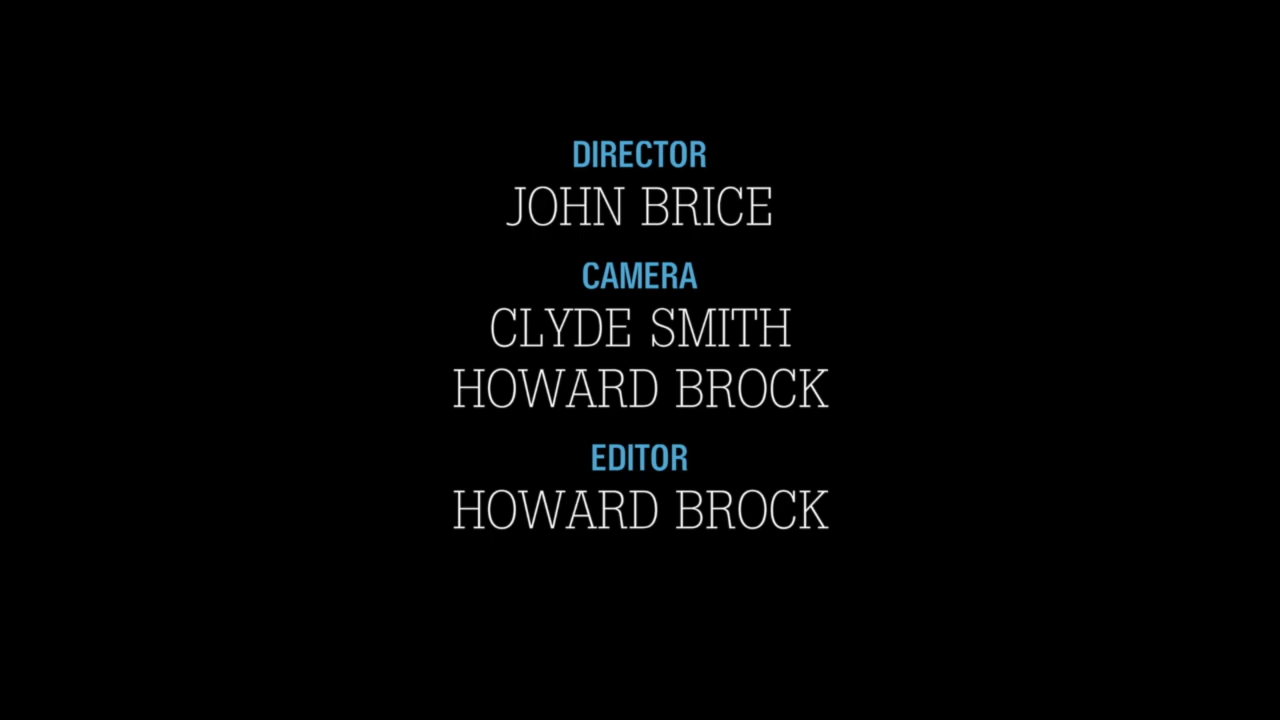 DIRECTOR
JOHN BRICE
CAMERA
CLYDE SMITH
HOWARD BROCK
EDITOR
HOWARD BROCK